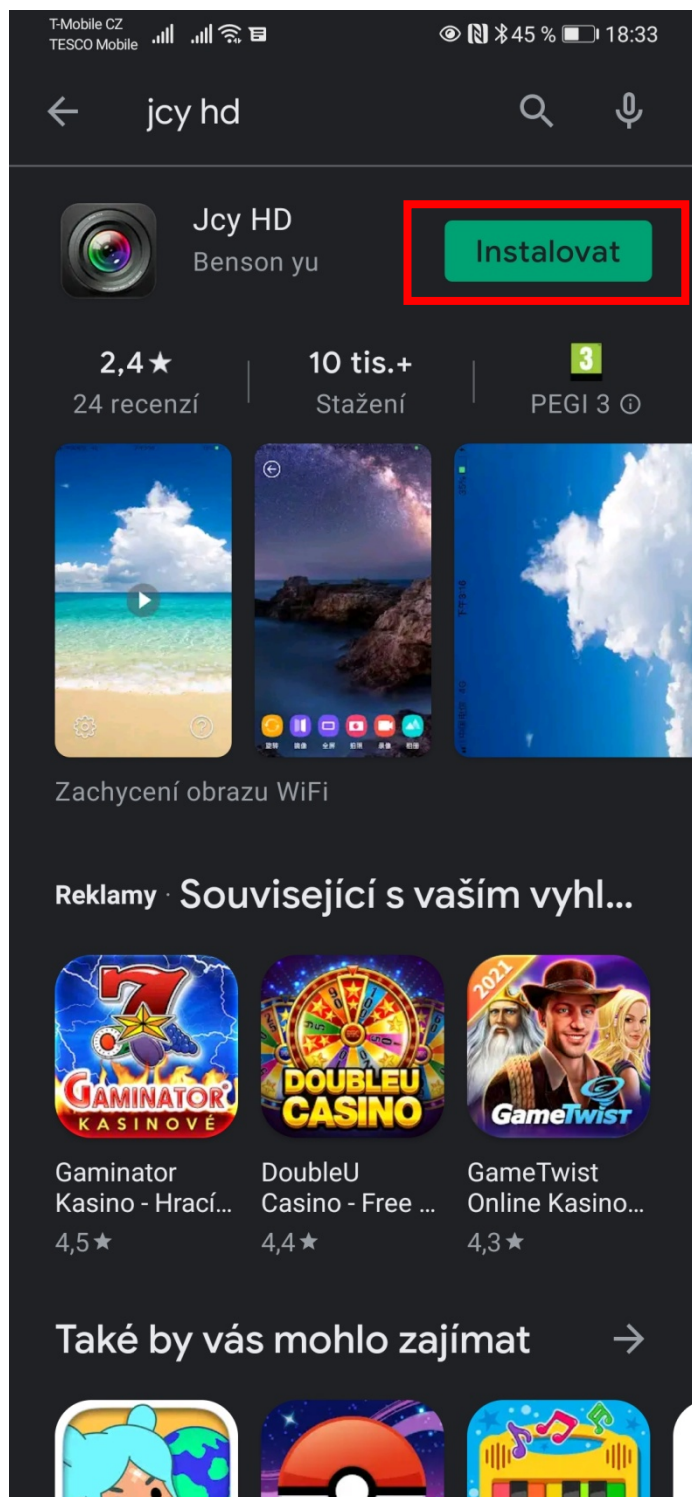 T-Mobile CZ
TESCO Mobile
45 % 18:33
jcy hd
Jcy HD
Benson yu
Instalovat
2,4★
24 recenzí
10 tis.+
Stažení
3
PEGI 3
Zachycení obrazu WiFi
Reklamy · Související s vaším vyhl...
GAMINATOR
KASINOVÉ
DOUBLEU
CASINO
2021
GameTwist
Gaminator
Kasino - Hrací...
4,5★
DoubleU
Casino - Free ...
4,4★
GameTwist
Online Kasino...
4,3★
Také by vás mohlo zajímat